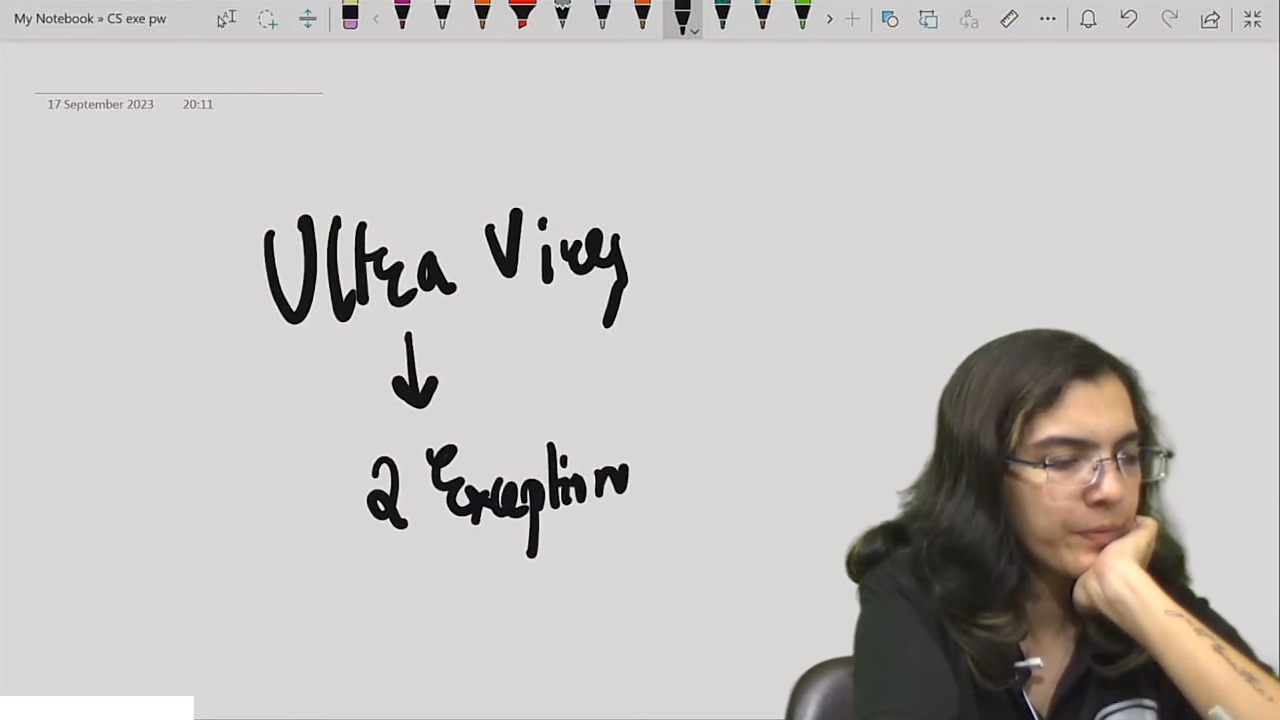 My Notebook » CS exe pw
17 September 2023 20:11
Ultra Vires
2 Exception